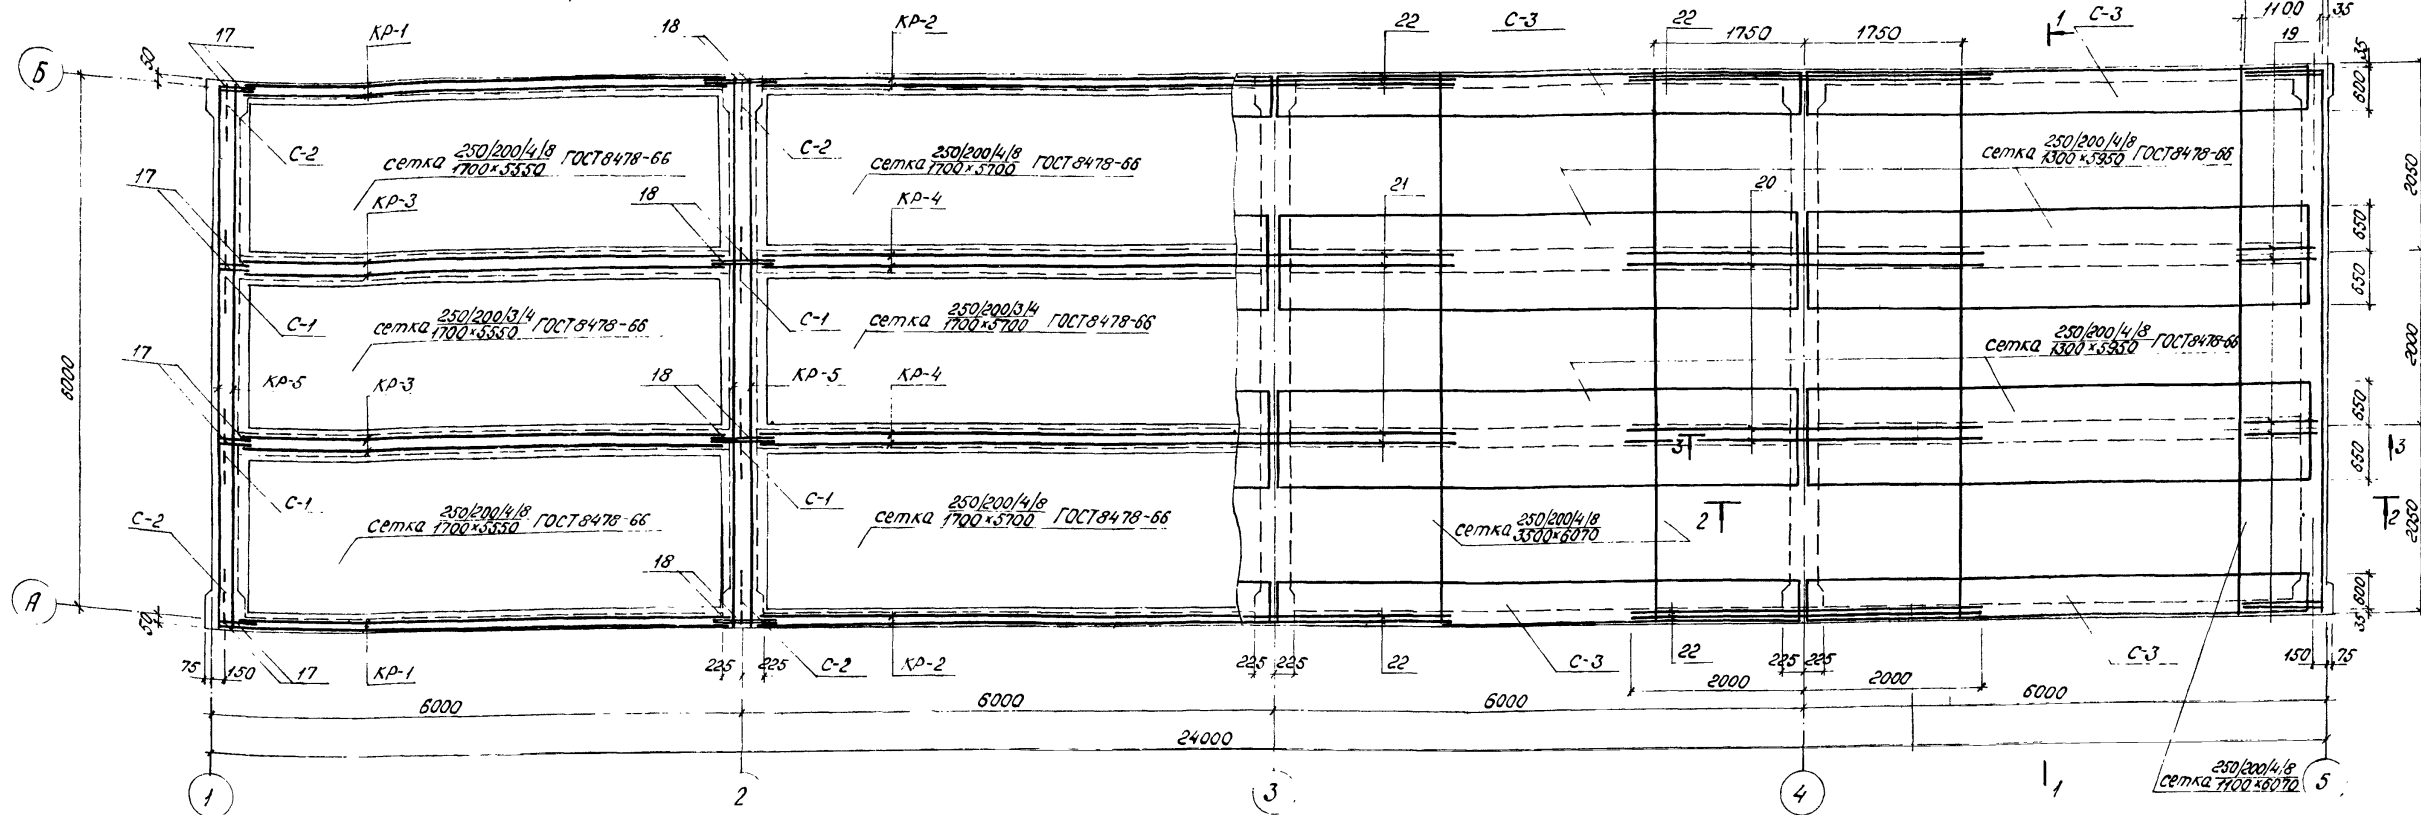 17
КР-1
18
КР-2
22
С-3
22
1750
1750
1
С-3
1100
35
19
Б
50
35
600
С-2
сетка 250/200/4/8 ГОСТ 8478-66
1700×5550
С-2
сетка 250/200/4/8 ГОСТ 8478-66
1700×5700
сетка 250/200/4/8 ГОСТ 8478-66
1300×5950
2050
17
КР-3
18
КР-4
21
20
650
650
С-1
сетка 250/200/3/4 ГОСТ 8478-66
1700×5550
С-1
сетка 250/200/3/4 ГОСТ 8478-66
1700×5700
сетка 250/200/4/8 ГОСТ 8478-66
1300×5950
2000
6000
17
КР-5
КР-3
18
КР-5
КР-4
650
650
3
3
С-2
С-1
сетка 250/200/4/8 ГОСТ 8478-66
1700×5550
С-1
сетка 250/200/4/8 ГОСТ 8478-66
1700×5700
сетка 250/200/4/8
3500×6070
2
2
2050
18
А
50
600
35
75
150
17
КР-1
225
225
С-2
КР-2
225
225
22
С-3
22
225
225
С-3
150
75
2000
2000
6000
6000
6000
6000
24000
1
2
3
4
1
сетка 250/200/4/8
1100×6070
5